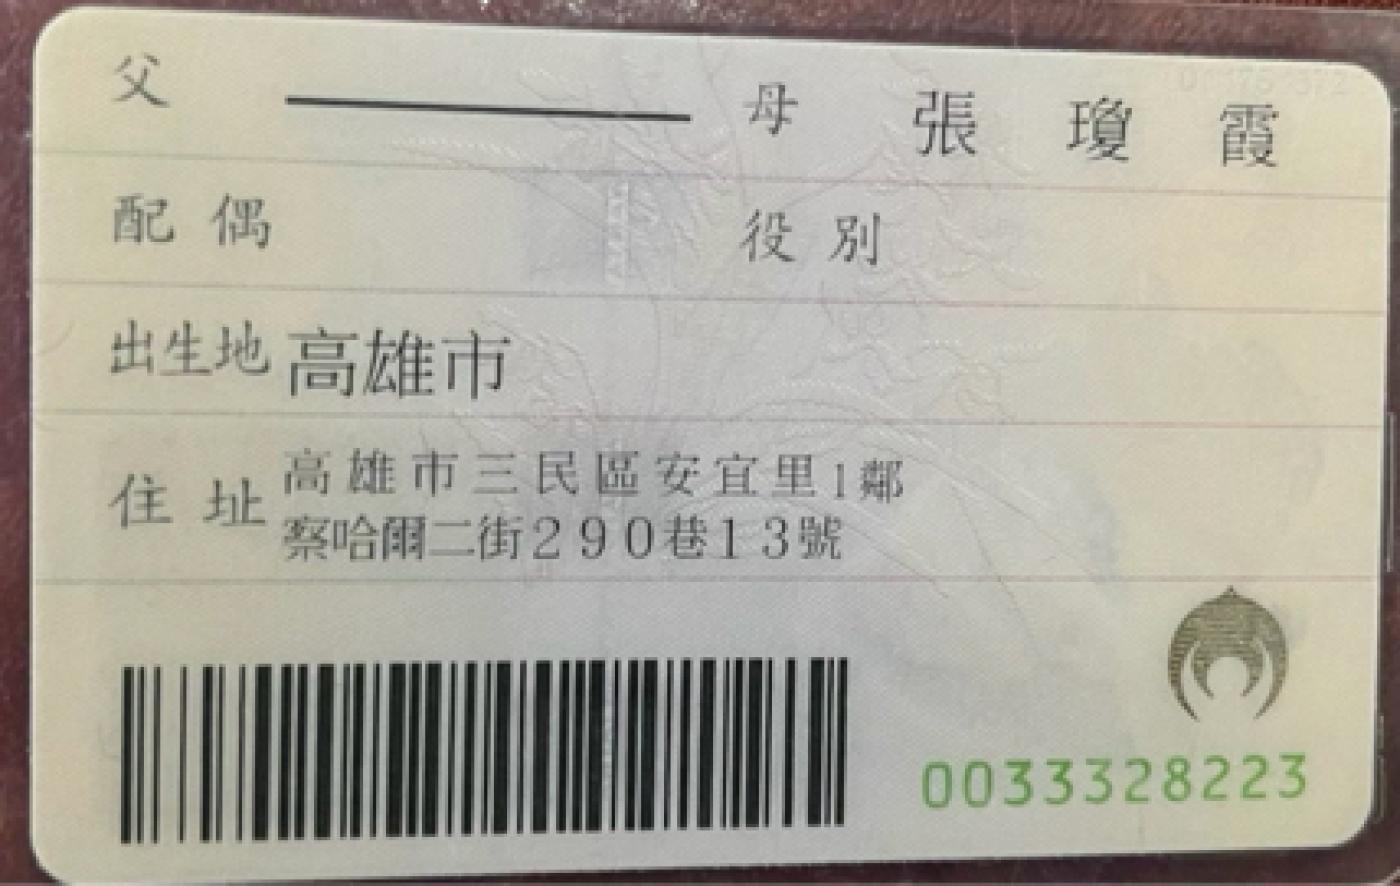 父 母 張瓊霞
配偶 役別
出生地 高雄市
住址 高雄市三民區安宜里1鄰
察哈爾二街290巷13號
0033328223